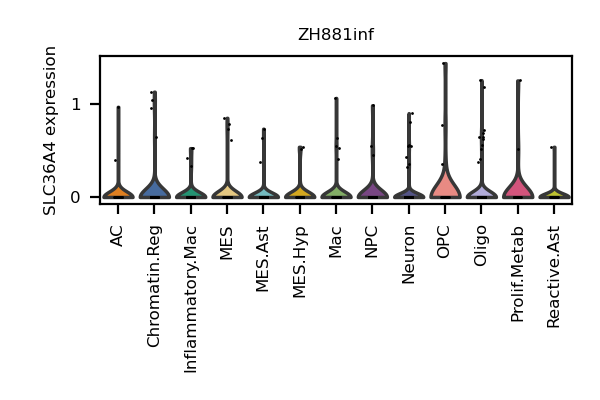 ZH881inf
SLC36A4 expression
1
0
AC
Chromatin.Reg
Inflammatory.Mac
MES
MES.Ast
MES.Hyp
Mac
NPC
Neuron
OPC
Oligo
Prolif.Metab
Reactive.Ast